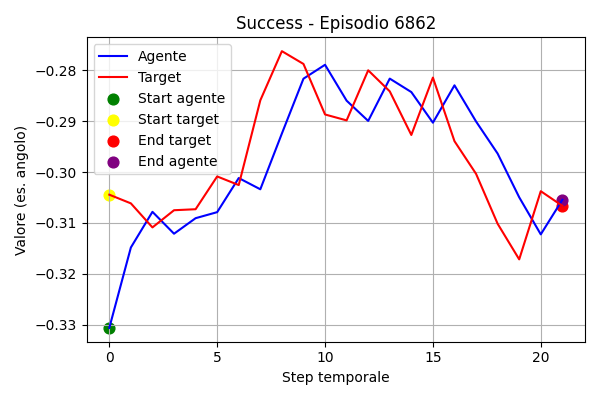 Success - Episodio 6862
Agente
Target
Start agente
Start target
End target
End agente
Valore (es. angolo)
−0.28
−0.29
−0.30
−0.31
−0.32
−0.33
0
5
10
15
20
Step temporale